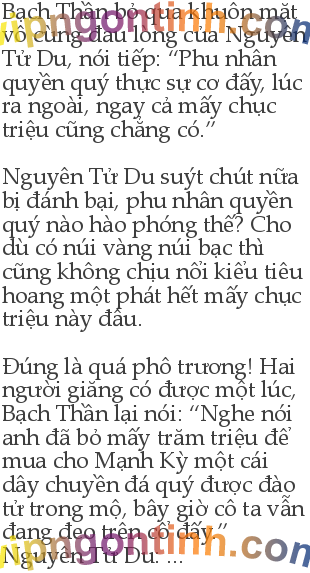 Bạch Thần bỏ qua khuôn mặt
vô cùng đau lòng của Nguyên
Tử Du, nói tiếp: “Phu nhân
quyền quý thực sự cơ đấy, lúc
ra ngoài, ngay cả mấy chục
triệu cũng chẳng có.”
Nguyên Tử Du suýt chút nữa
bị đánh bại, phu nhân quyền
quý nào hào phóng thế? Cho
dù có núi vàng núi bạc thì
cũng không chịu nổi kiểu tiêu
hoang một phát hết mấy chục
triệu này đâu.
Đúng là quá phô trương! Hai
người giằng co được một lúc,
Bạch Thần lại nói: “Nghe nói
anh đã bỏ mấy trăm triệu để
mua cho Mạnh Kỳ một cái
dây chuyền đá quý được đào
từ trong mộ, bây giờ cô ta vẫn
đang đeo trên cổ đấy.”
Nguyên Tử Du: ...
vipngontinh.com
vipngontinh.com